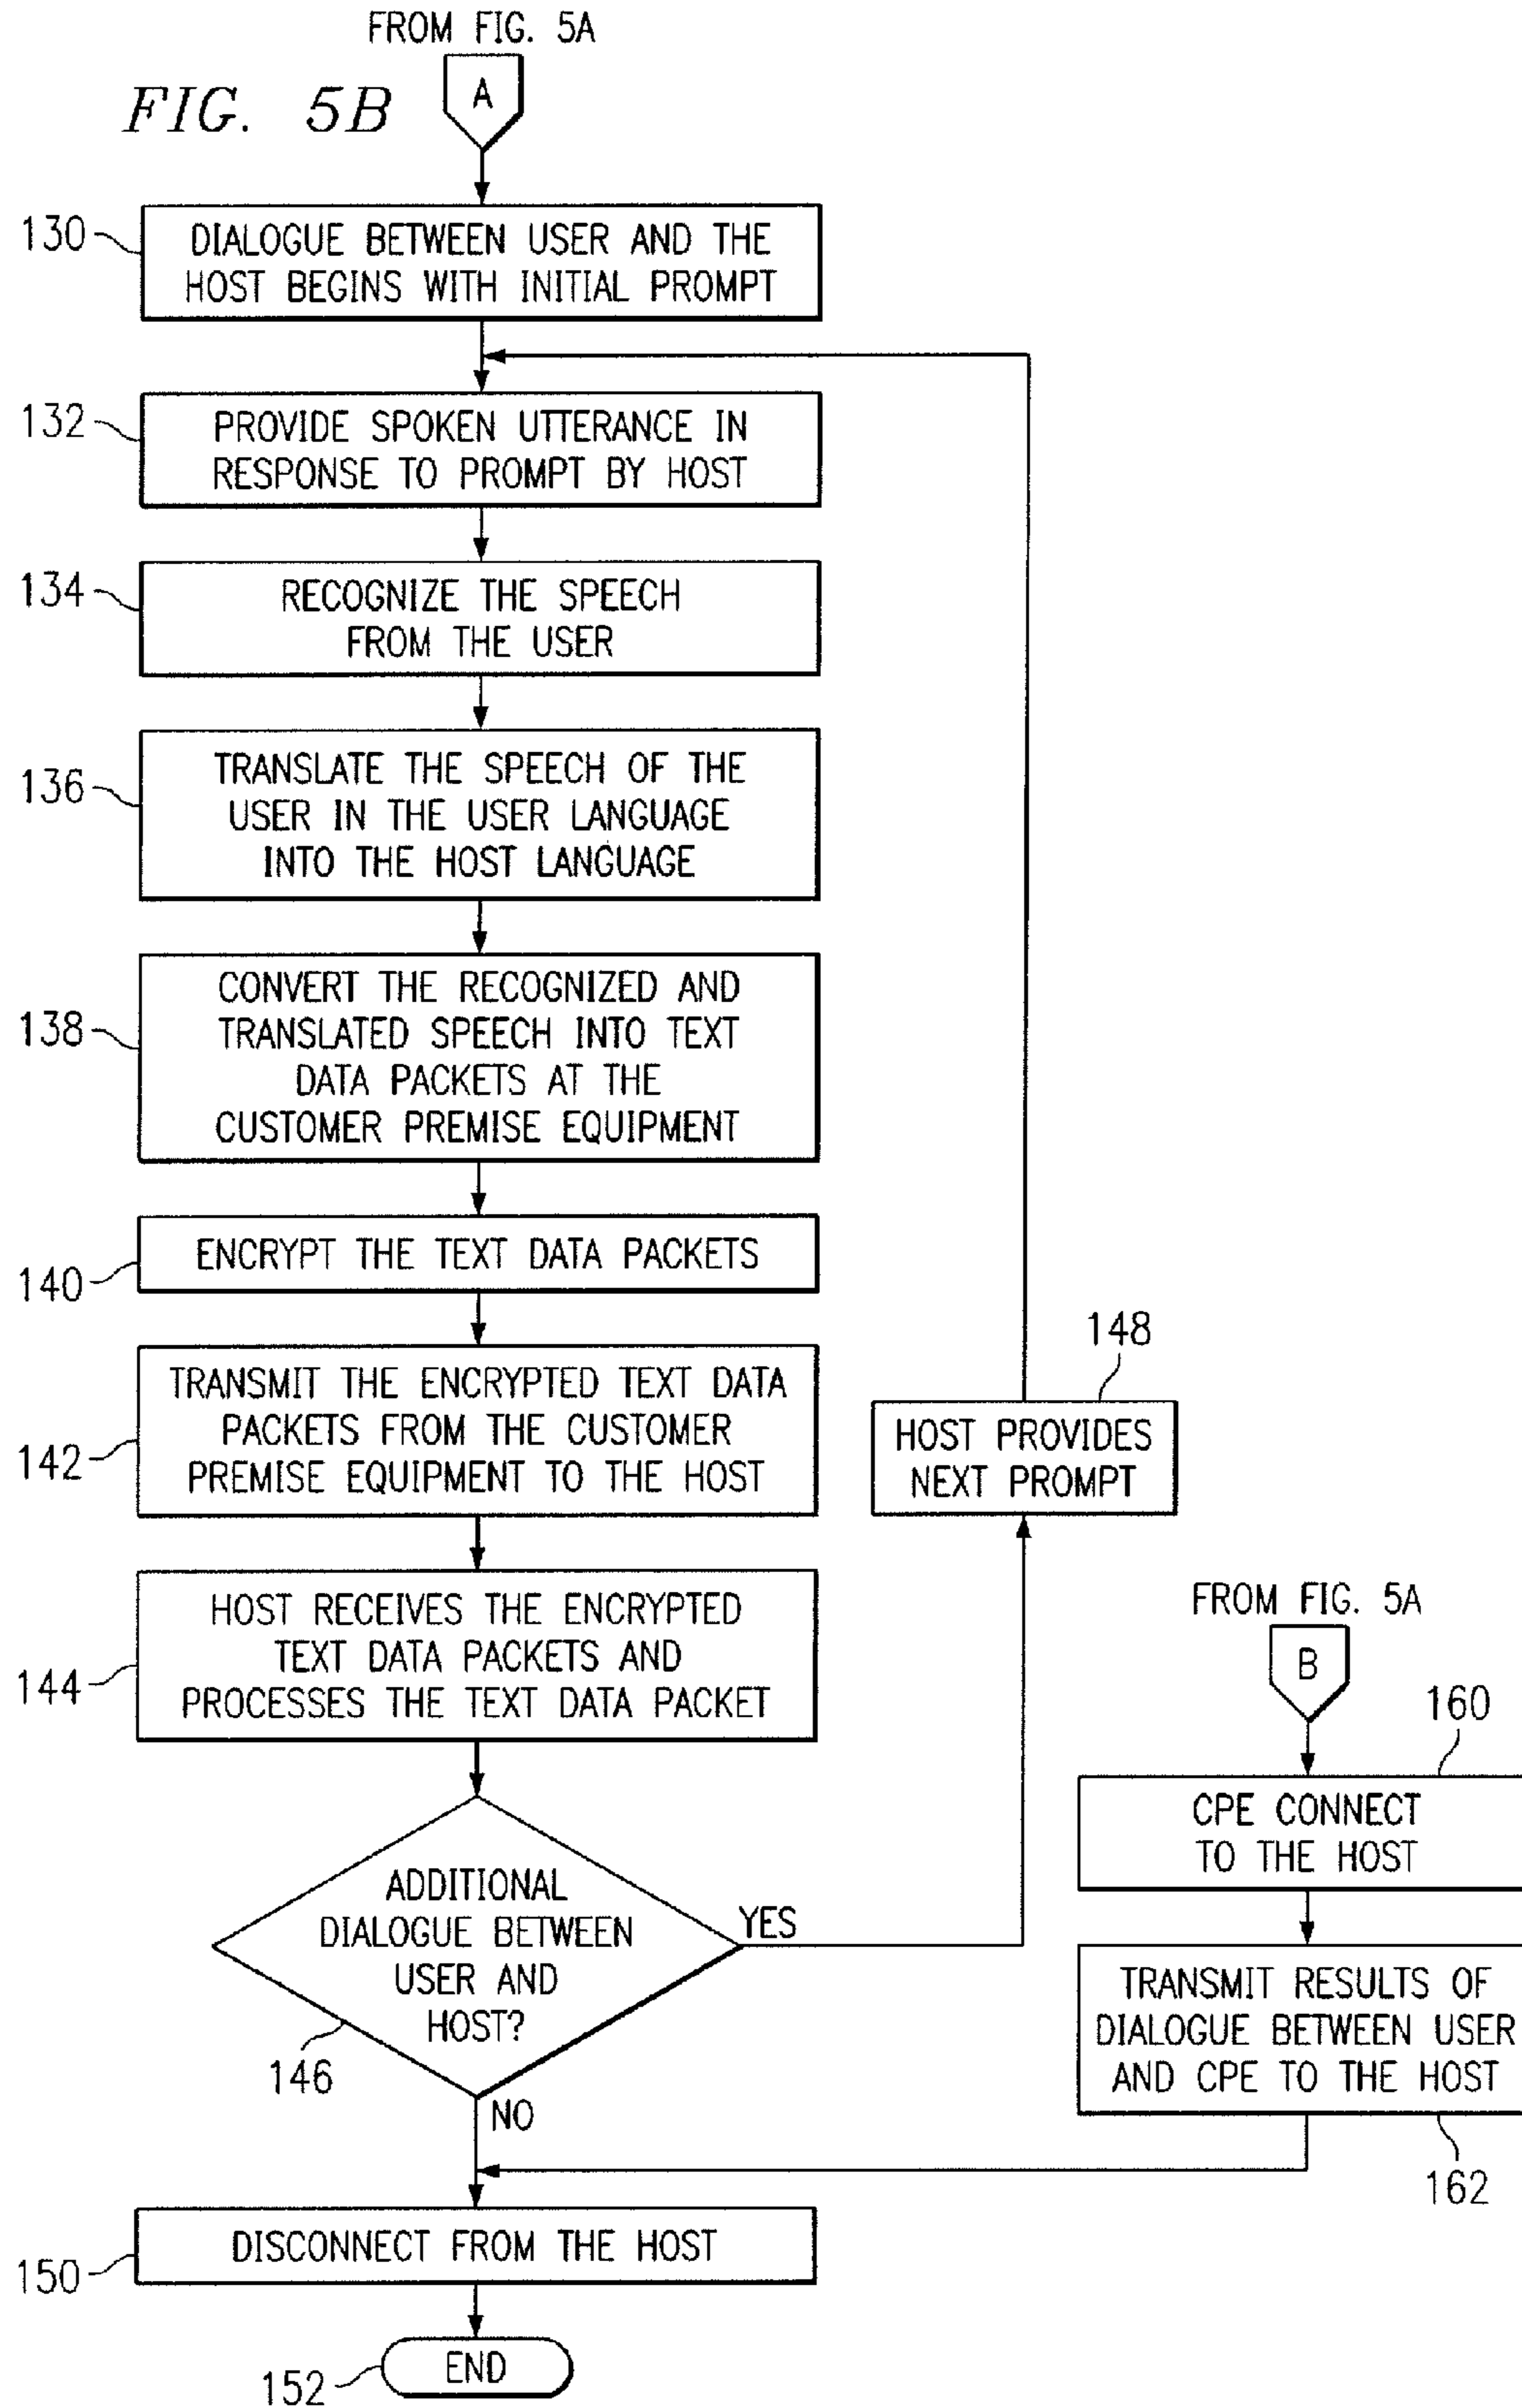 FROM FIG. 5A
FIG. 5B
A
130
DIALOGUE BETWEEN USER AND THE
HOST BEGINS WITH INITIAL PROMPT
132
PROVIDE SPOKEN UTTERANCE IN
RESPONSE TO PROMPT BY HOST
134
RECOGNIZE THE SPEECH
FROM THE USER
136
TRANSLATE THE SPEECH OF THE
USER IN THE USER LANGUAGE
INTO THE HOST LANGUAGE
138
CONVERT THE RECOGNIZED AND
TRANSLATED SPEECH INTO TEXT
DATA PACKETS AT THE
CUSTOMER PREMISE EQUIPMENT
140
ENCRYPT THE TEXT DATA PACKETS
142
TRANSMIT THE ENCRYPTED TEXT DATA
PACKETS FROM THE CUSTOMER
PREMISE EQUIPMENT TO THE HOST
148
HOST PROVIDES
NEXT PROMPT
144
HOST RECEIVES THE ENCRYPTED
TEXT DATA PACKETS AND
PROCESSES THE TEXT DATA PACKET
146
ADDITIONAL
DIALOGUE BETWEEN
USER AND
HOST?
YES
NO
FROM FIG. 5A
B
160
CPE CONNECT
TO THE HOST
TRANSMIT RESULTS OF
DIALOGUE BETWEEN USER
AND CPE TO THE HOST
162
150
DISCONNECT FROM THE HOST
152
END